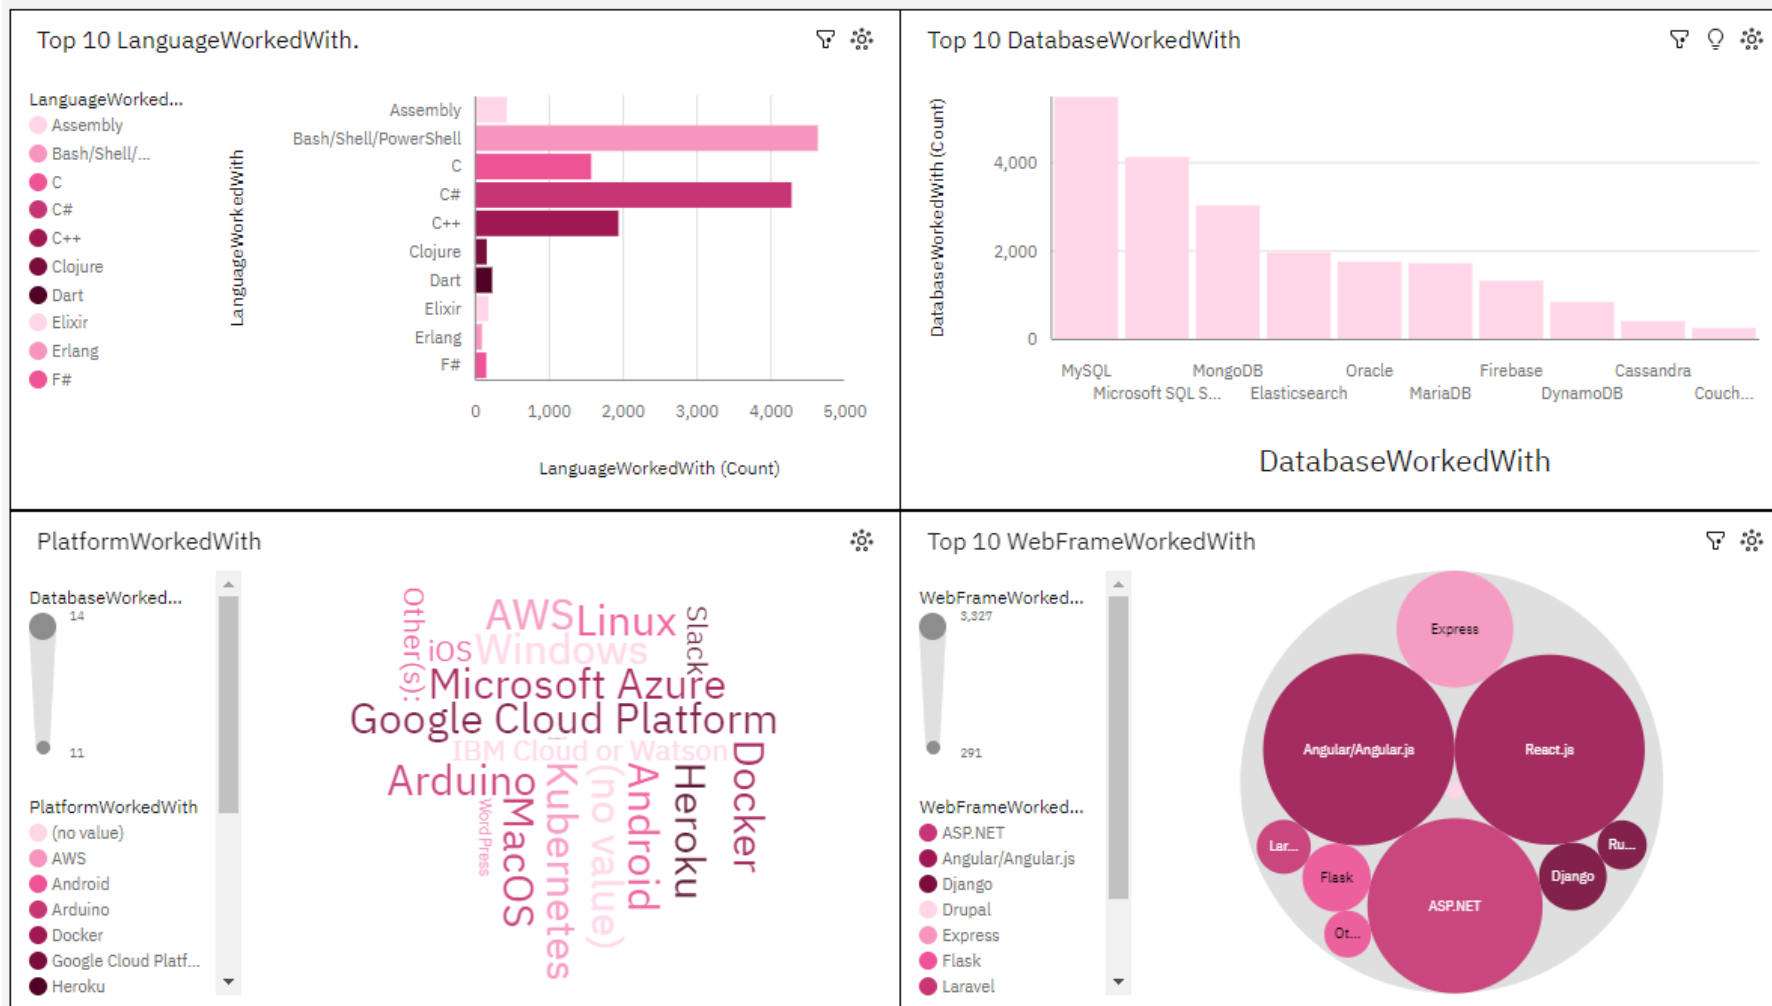 Top 10 LanguageWorkedWith.
LanguageWorked...
Assembly
Bash/Shell/...
C
C#
C++
Clojure
Dart
Elixir
Erlang
F#
LanguageWorkedWith
Assembly
Bash/Shell/PowerShell
C
C#
C++
Clojure
Dart
Elixir
Erlang
F#
0 1,000 2,000 3,000 4,000 5,000
LanguageWorkedWith (Count)
Top 10 DatabaseWorkedWith
DatabaseWorkedWith (Count)
4,000
2,000
0
MySQL MongoDB Oracle Firebase Cassandra
Microsoft SQL S... Elasticsearch MariaDB DynamoDB Couch...
DatabaseWorkedWith
PlatformWorkedWith
DatabaseWorked...
14
11
PlatformWorkedWith
(no value)
AWS
Android
Arduino
Docker
Google Cloud Platf...
Heroku
Other(s):
AWS
Linux
Slack
iOS
Windows
Microsoft Azure
Google Cloud Platform
IBM Cloud or Watson
Docker
Arduino
WordPress
MacOS
Kubernetes
(no value)
Android
Heroku
Top 10 WebFrameWorkedWith
WebFrameWorked...
3,327
291
WebFrameWorked...
ASP.NET
Angular/Angular.js
Django
Drupal
Express
Flask
Laravel
Express
Angular/Angular.js
React.js
Lar...
Ru...
Flask
Django
ASP.NET
Ot...